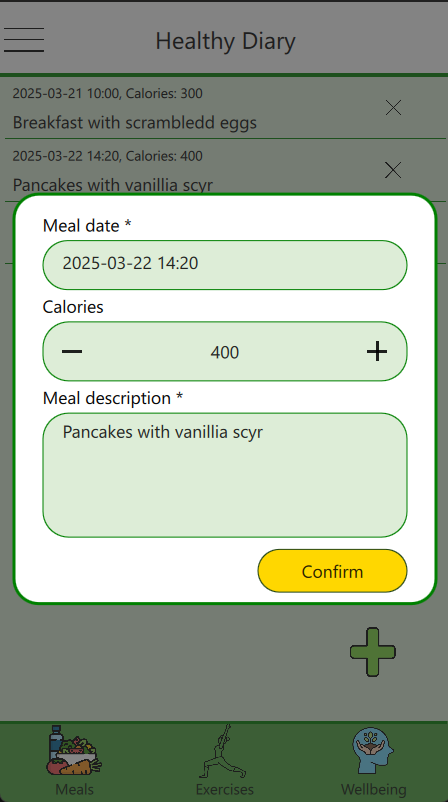 Healthy Diary
2025-03-21 10:00, Calories: 300
Breakfast with scrambledd eggs
2025-03-22 14:20, Calories: 400
Pancakes with vanillia scyr
Meal date *
2025-03-22 14:20
Calories
400
Meal description *
Pancakes with vanillia scyr
Confirm
Meals
Exercises
Wellbeing